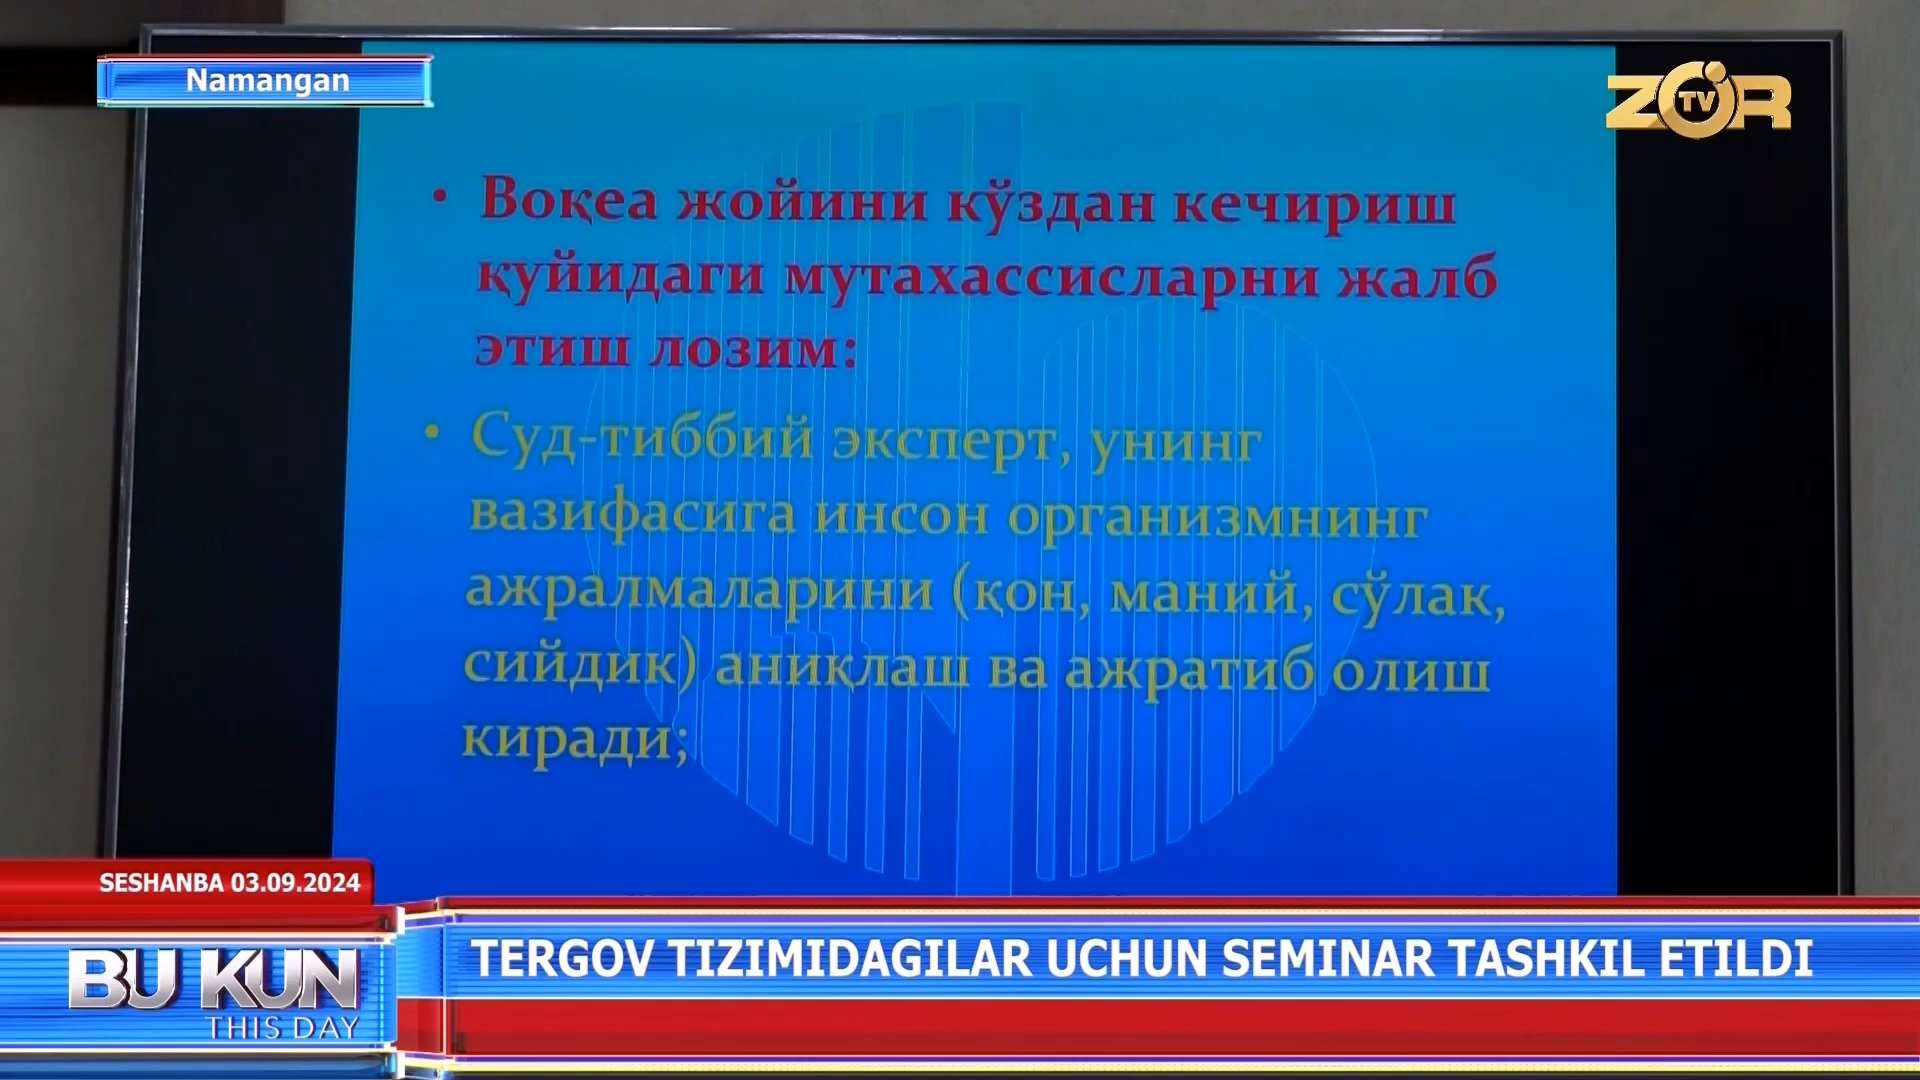 Namangan
ZO'R TV
• Воқеа жойини кўздан кечириш
қуйидаги мутахассисларни жалб
этиш лозим:
• Суд-тиббий эксперт, унинг
вазифасига инсон организмнинг
ажралмаларини (қон, маний, сўлак,
сийдик) аниқлаш ва ажратиб олиш
киради;
SESHANBA 03.09.2024
BU KUN
THIS DAY
TERGOV TIZIMIDAGILAR UCHUN SEMINAR TASHKIL ETILDI